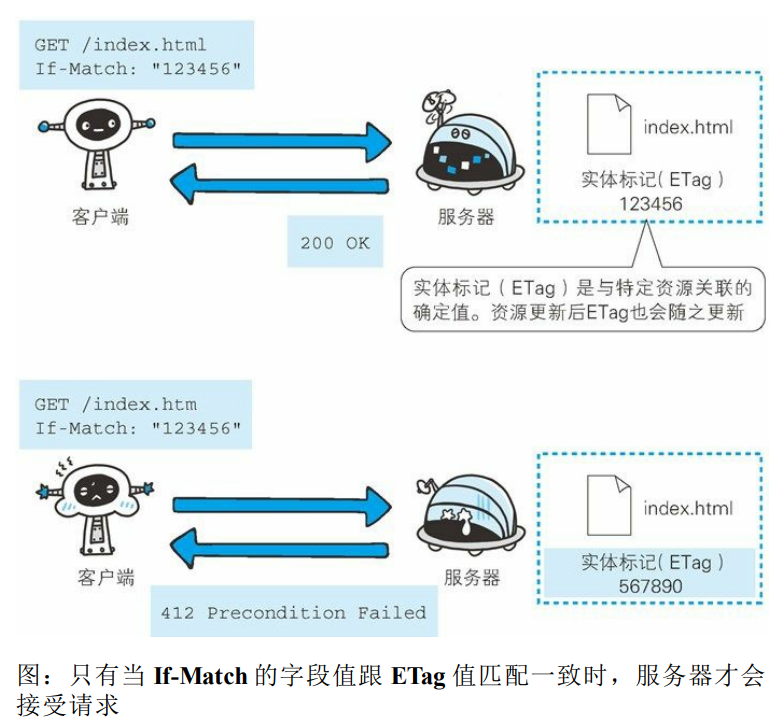 GET /index.html
If-Match: "123456"
客户端
服务器
200 OK
index.html
实体标记( ETag )
123456
实体标记（ETag）是与特定资源关联的
确定值。资源更新后ETag也会随之更新
GET /index.htm
If-Match: "123456"
客户端
服务器
412 Precondition Failed
index.html
实体标记( ETag )
567890
图：只有当 If-Match 的字段值跟 ETag 值匹配一致时，服务器才会
接受请求